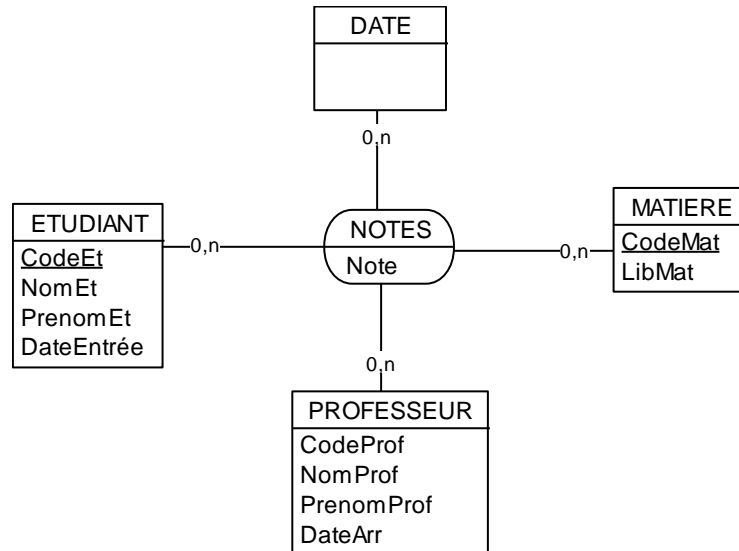 DATE
0,n
ETUDIANT
CodeEt
NomEt
PrenomEt
DateEntrée
0,n
NOTES
Note
0,n
MATIERE
CodeMat
LibMat
0,n
PROFESSEUR
CodeProf
NomProf
PrenomProf
DateArr